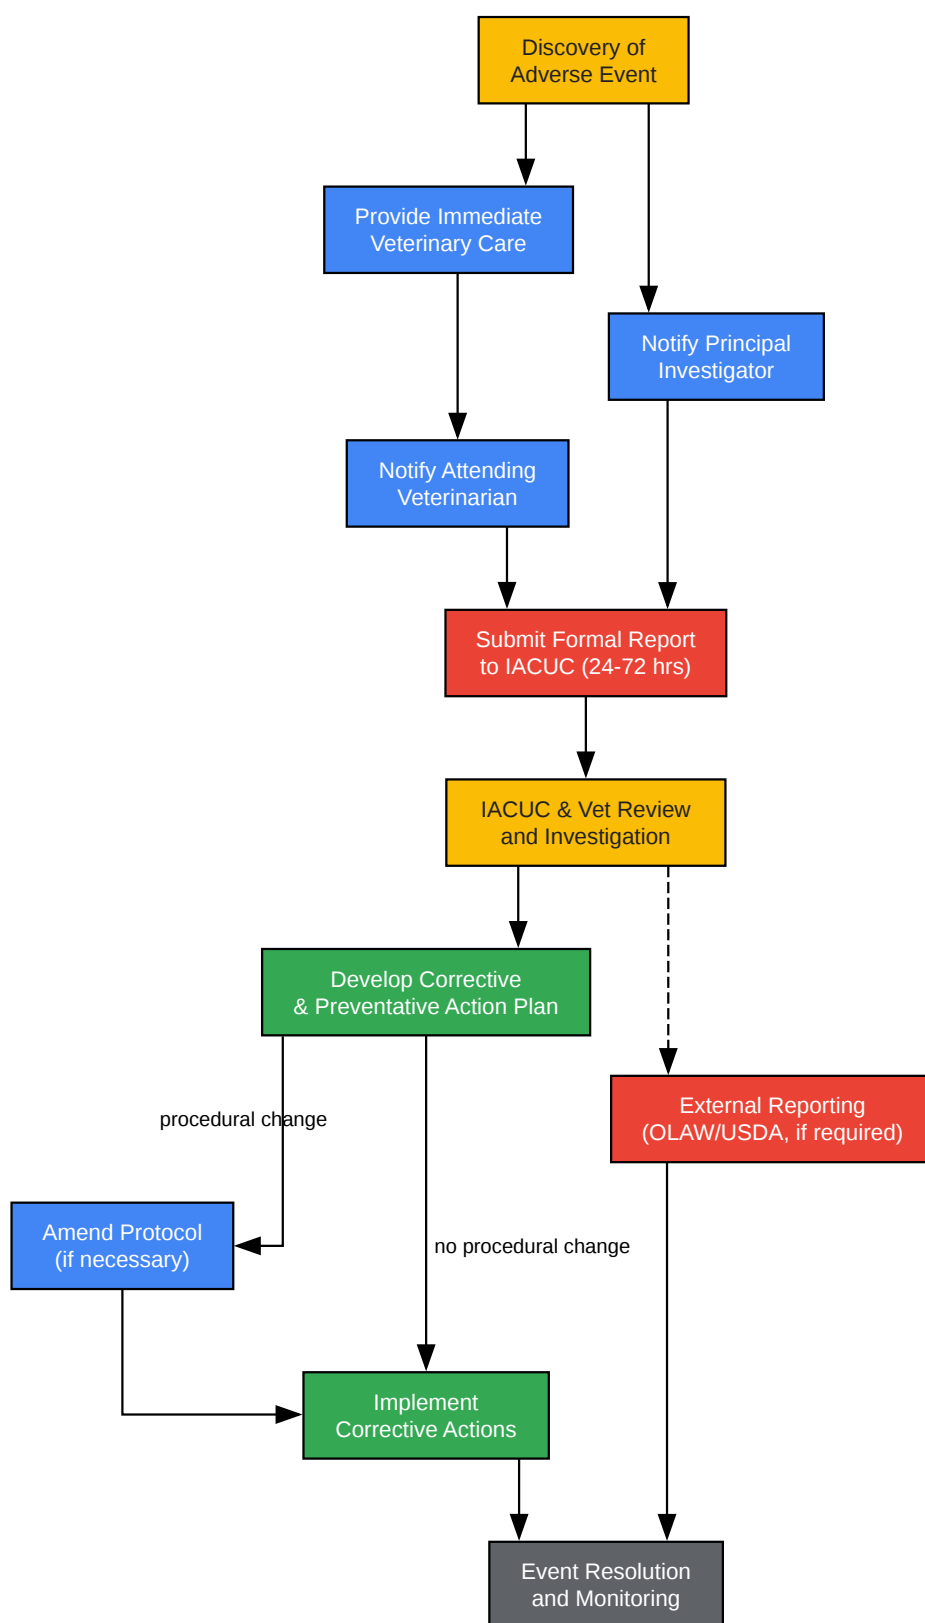 Discovery of
Adverse Event
Provide Immediate
Veterinary Care
Notify Principal
Investigator
Notify Attending
Veterinarian
Submit Formal Report
to IACUC (24-72 hrs)
IACUC & Vet Review
and Investigation
Develop Corrective
& Preventative Action Plan
External Reporting
(OLAW/USDA, if required)
procedural change
Amend Protocol
(if necessary)
no procedural change
Implement
Corrective Actions
Event Resolution
and Monitoring